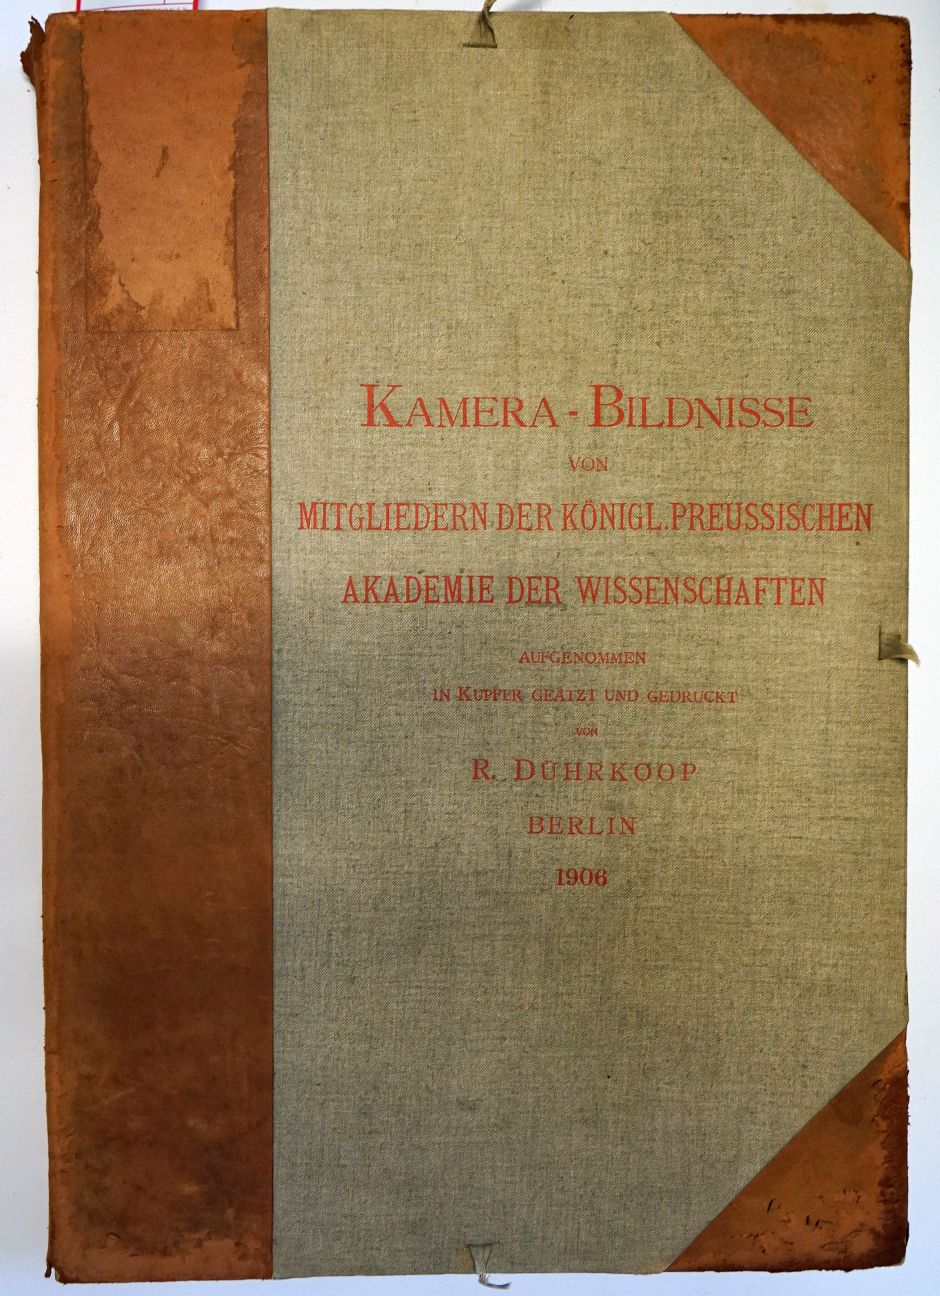 KAMERA - BILDNISSE
VON
MITGLIEDERN DER KÖNIGL. PREUSSISCHEN
AKADEMIE DER WISSENSCHAFTEN
AUFGENOMMEN
IN KUPFER GEÄTZT UND GEDRUCKT
VON
R. DÜHRKOOP
BERLIN
1906